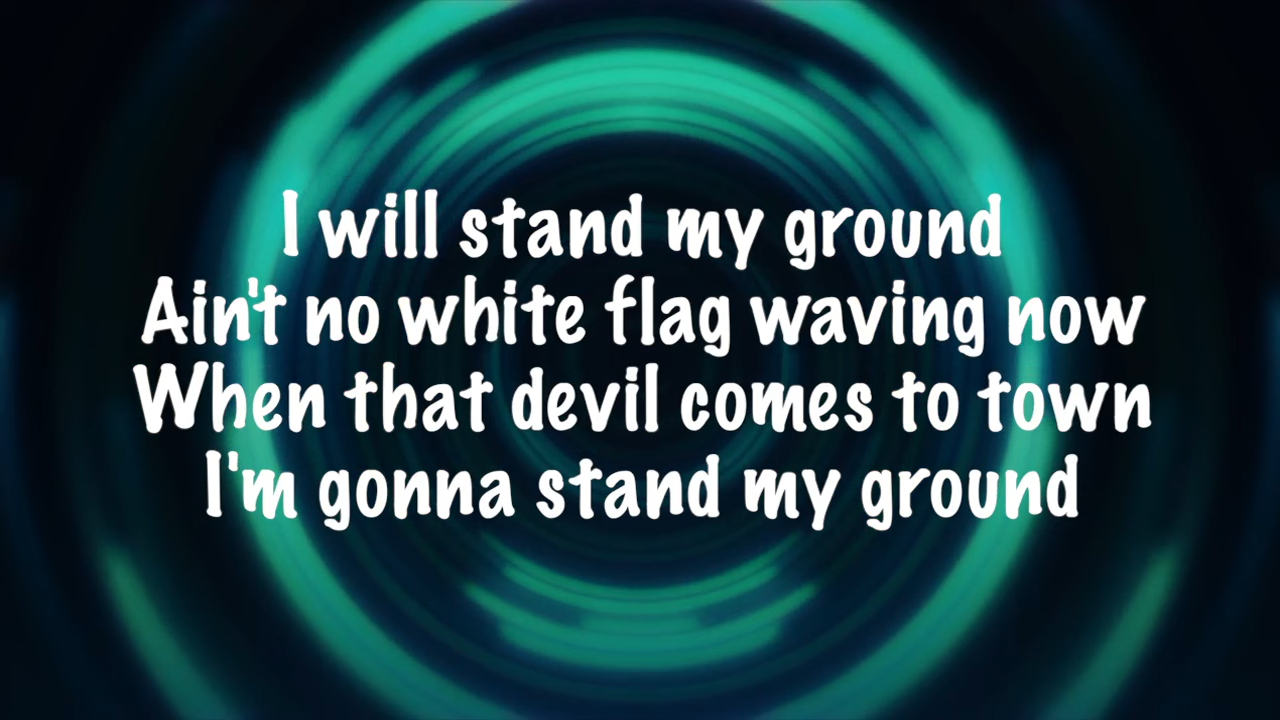 I will stand my ground
Ain't no white flag waving now
When that devil comes to town
I'm gonna stand my ground